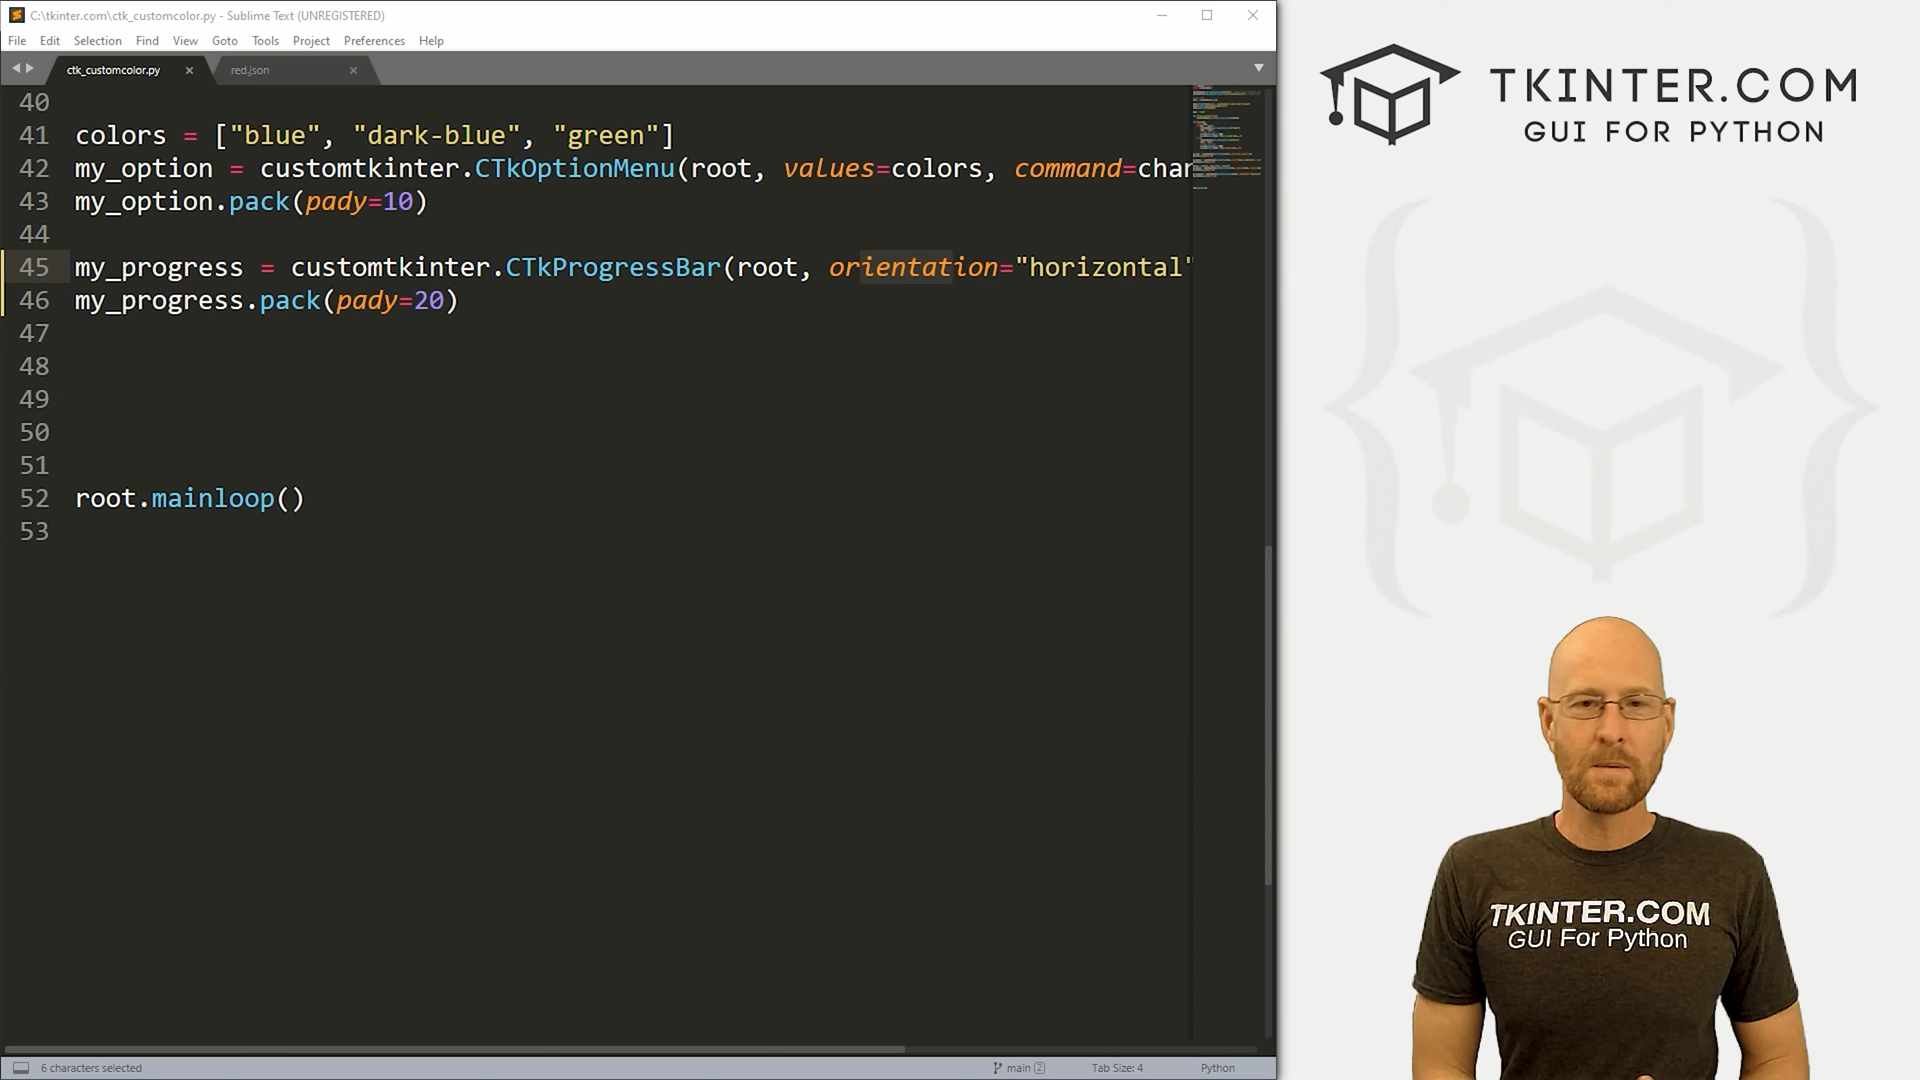 C:\tkinter.com\ctk_customcolor.py - Sublime Text (UNREGISTERED)
File Edit Selection Find View Goto Tools Project Preferences Help
ctk_customcolor.py red.json
40
41 colors = ["blue", "dark-blue", "green"]
42 my_option = customtkinter.CTkOptionMenu(root, values=colors, command=chan
43 my_option.pack(pady=10)
44
45 my_progress = customtkinter.CTkProgressBar(root, orientation="horizontal"
46 my_progress.pack(pady=20)
47
48
49
50
51
52 root.mainloop()
53
6 characters selected main 2 Tab Size: 4 Python
TKINTER.COM
GUI FOR PYTHON
TKINTER.COM
GUI For Python